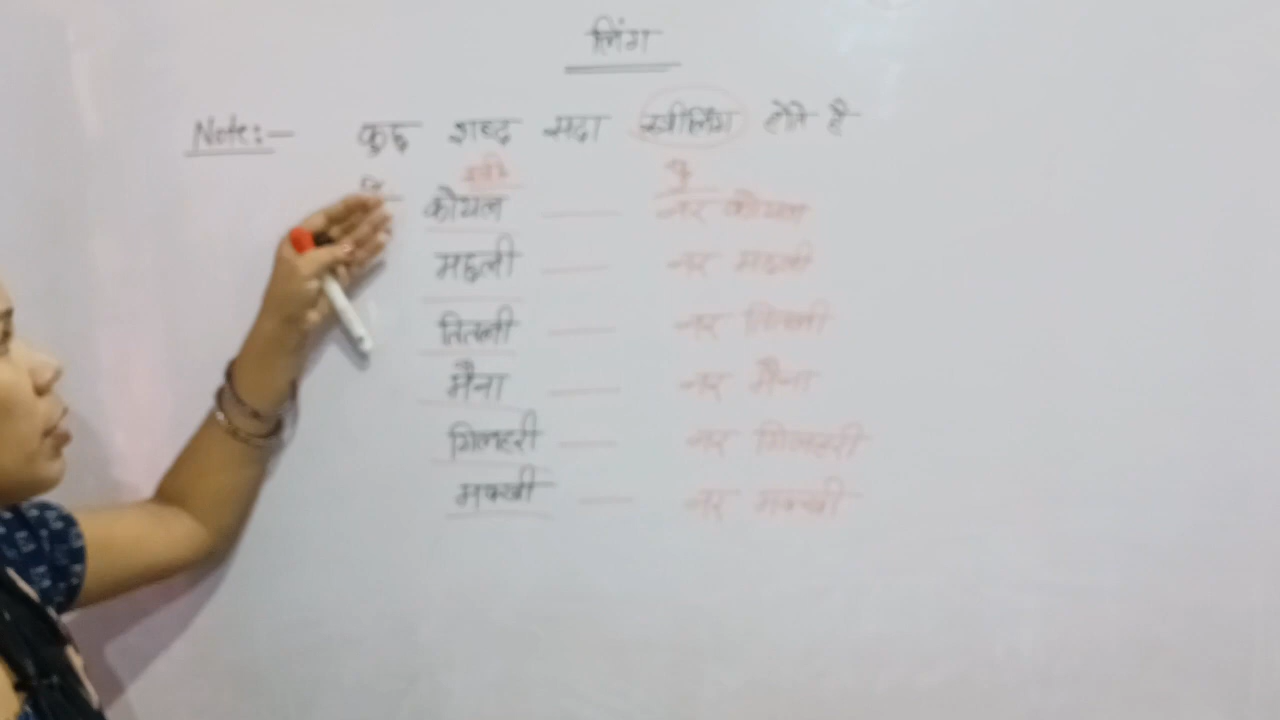 लिंग
Note:- कुछ शब्द सदा स्त्रीलिंग होते है
पु
कोयल — नर कोयल
मछली — नर मछली
तितली — नर तितली
मैना — नर मैना
गिलहरी — नर गिलहरी
मक्खी — नर मक्खी